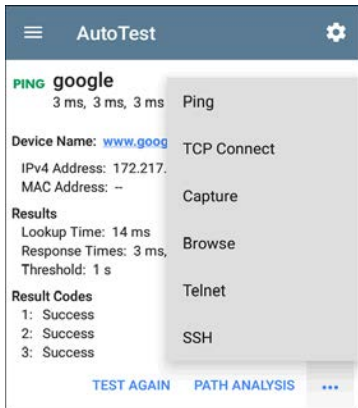 AutoTest
PING google
3 ms, 3 ms, 3 ms
Device Name: www.goog
IPv4 Address: 172.217.
MAC Address: --
Results
Lookup Time: 14 ms
Response Times: 3 ms,
Threshold: 1 s
Result Codes
1: Success
2: Success
3: Success
TEST AGAIN PATH ANALYSIS ...
Ping
TCP Connect
Capture
Browse
Telnet
SSH